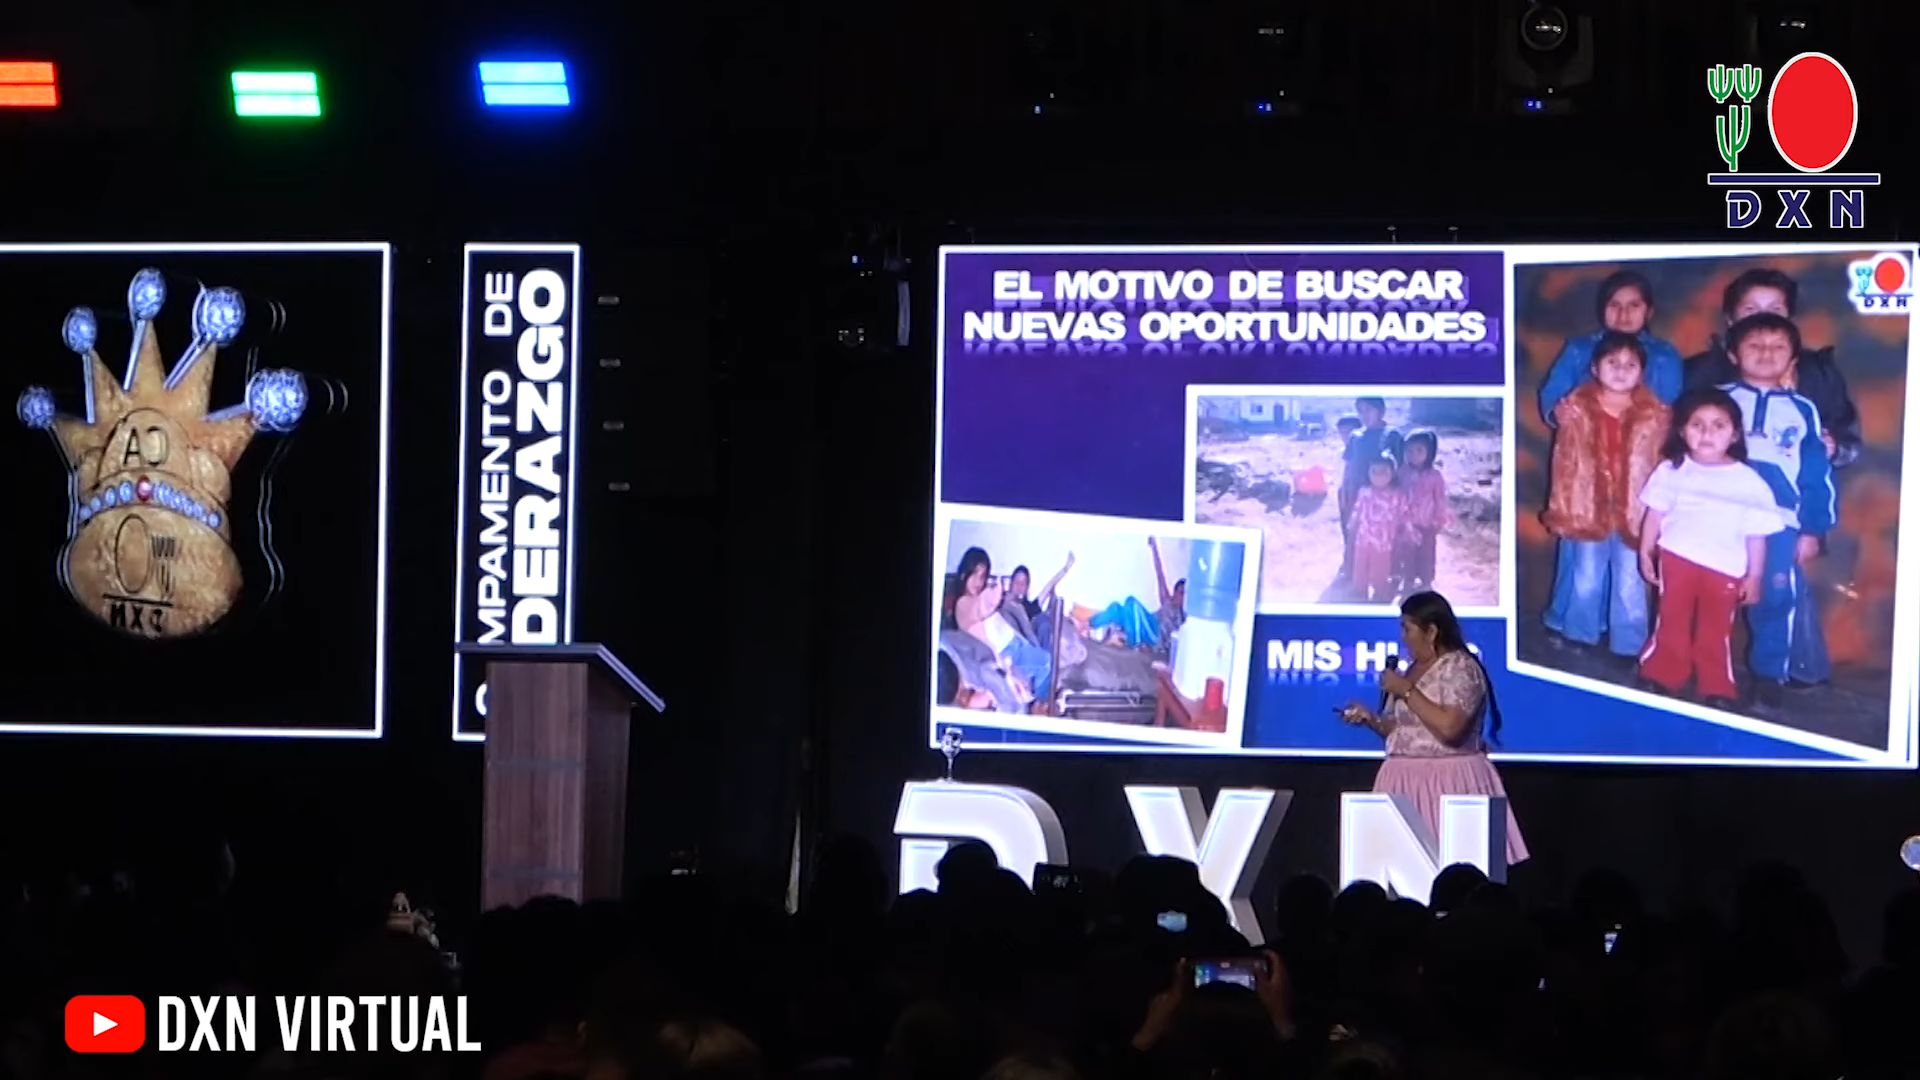 DXN
EL MOTIVO DE BUSCAR
NUEVAS OPORTUNIDADES
DXN
MPAMENTO DE
DERAZGO
MIS
DXN
DXN VIRTUAL